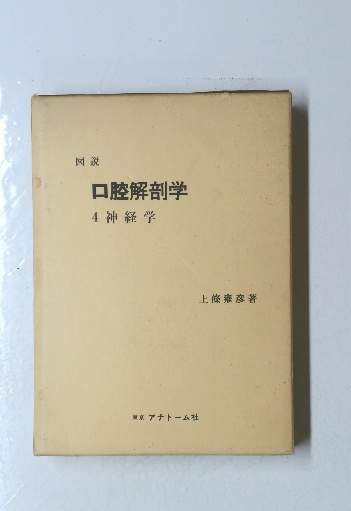 図説
口腔解剖学
4 神経学
上條雍彦著
東京 アナトーム社